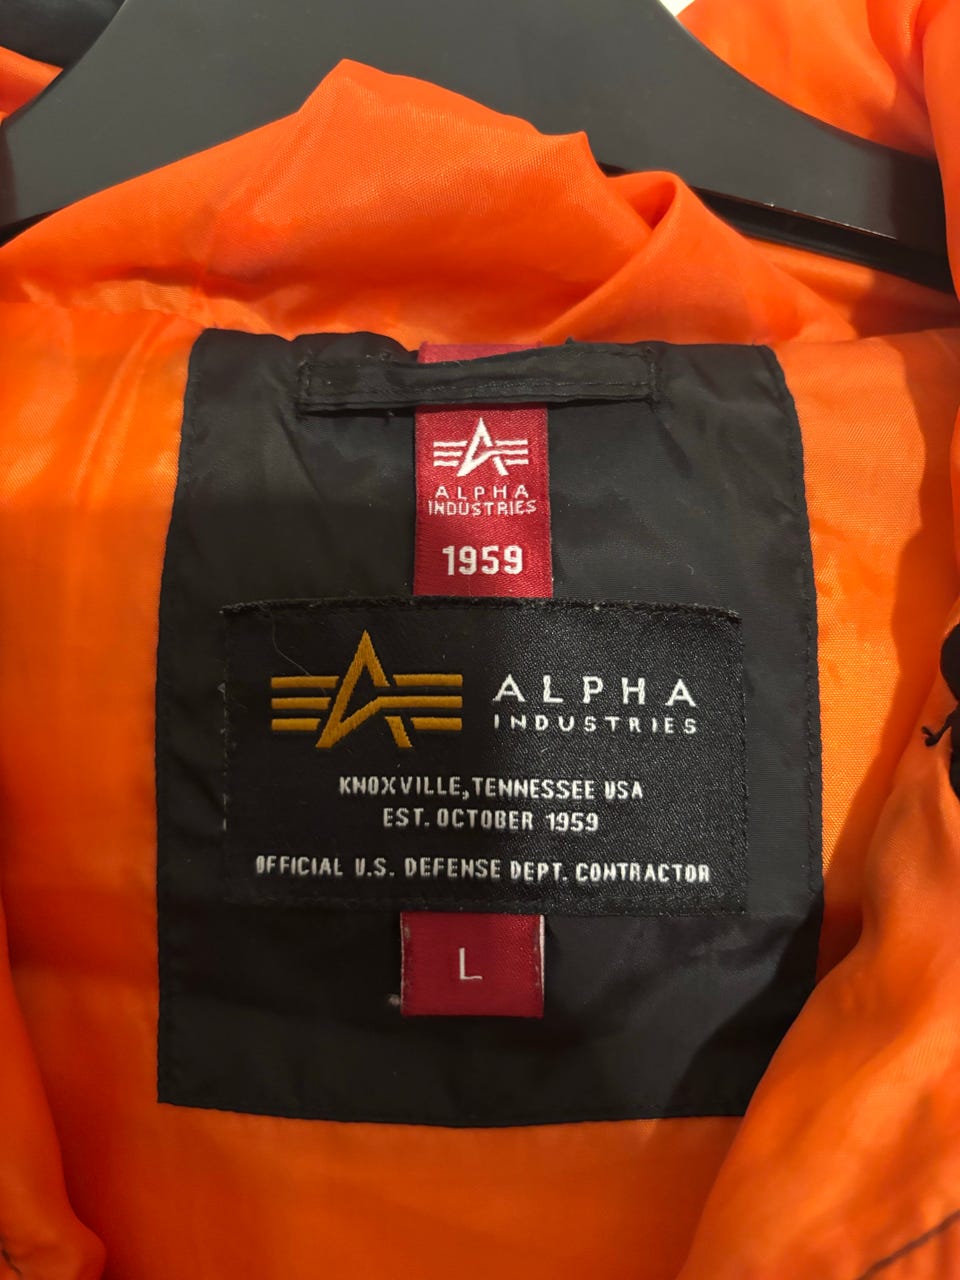 ALPHA
INDUSTRIES
1959
ALPHA
INDUSTRIES
KNOXVILLE, TENNESSEE USA
EST. OCTOBER 1959
OFFICIAL U.S. DEFENSE DEPT. CONTRACTOR
L